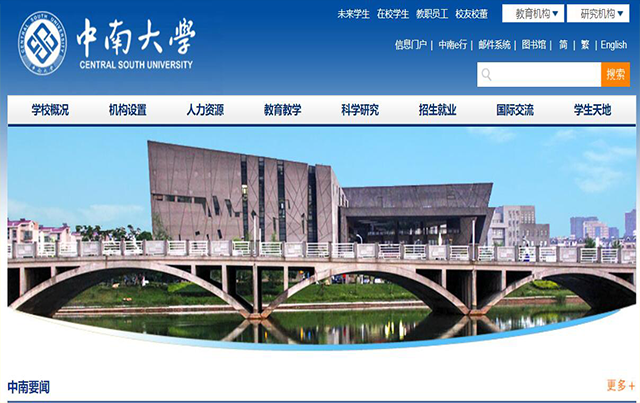 未来学生 在校学生 教职员工 校友校董 教育机构▼ 研究机构▼
中南大学
CENTRAL SOUTH UNIVERSITY
信息门户 | 中南e行 | 邮件系统 | 图书馆 | 简 | 繁 | English
搜索
学校概况 机构设置 人力资源 教育教学 科学研究 招生就业 国际交流 学生天地
中南要闻 更多 +